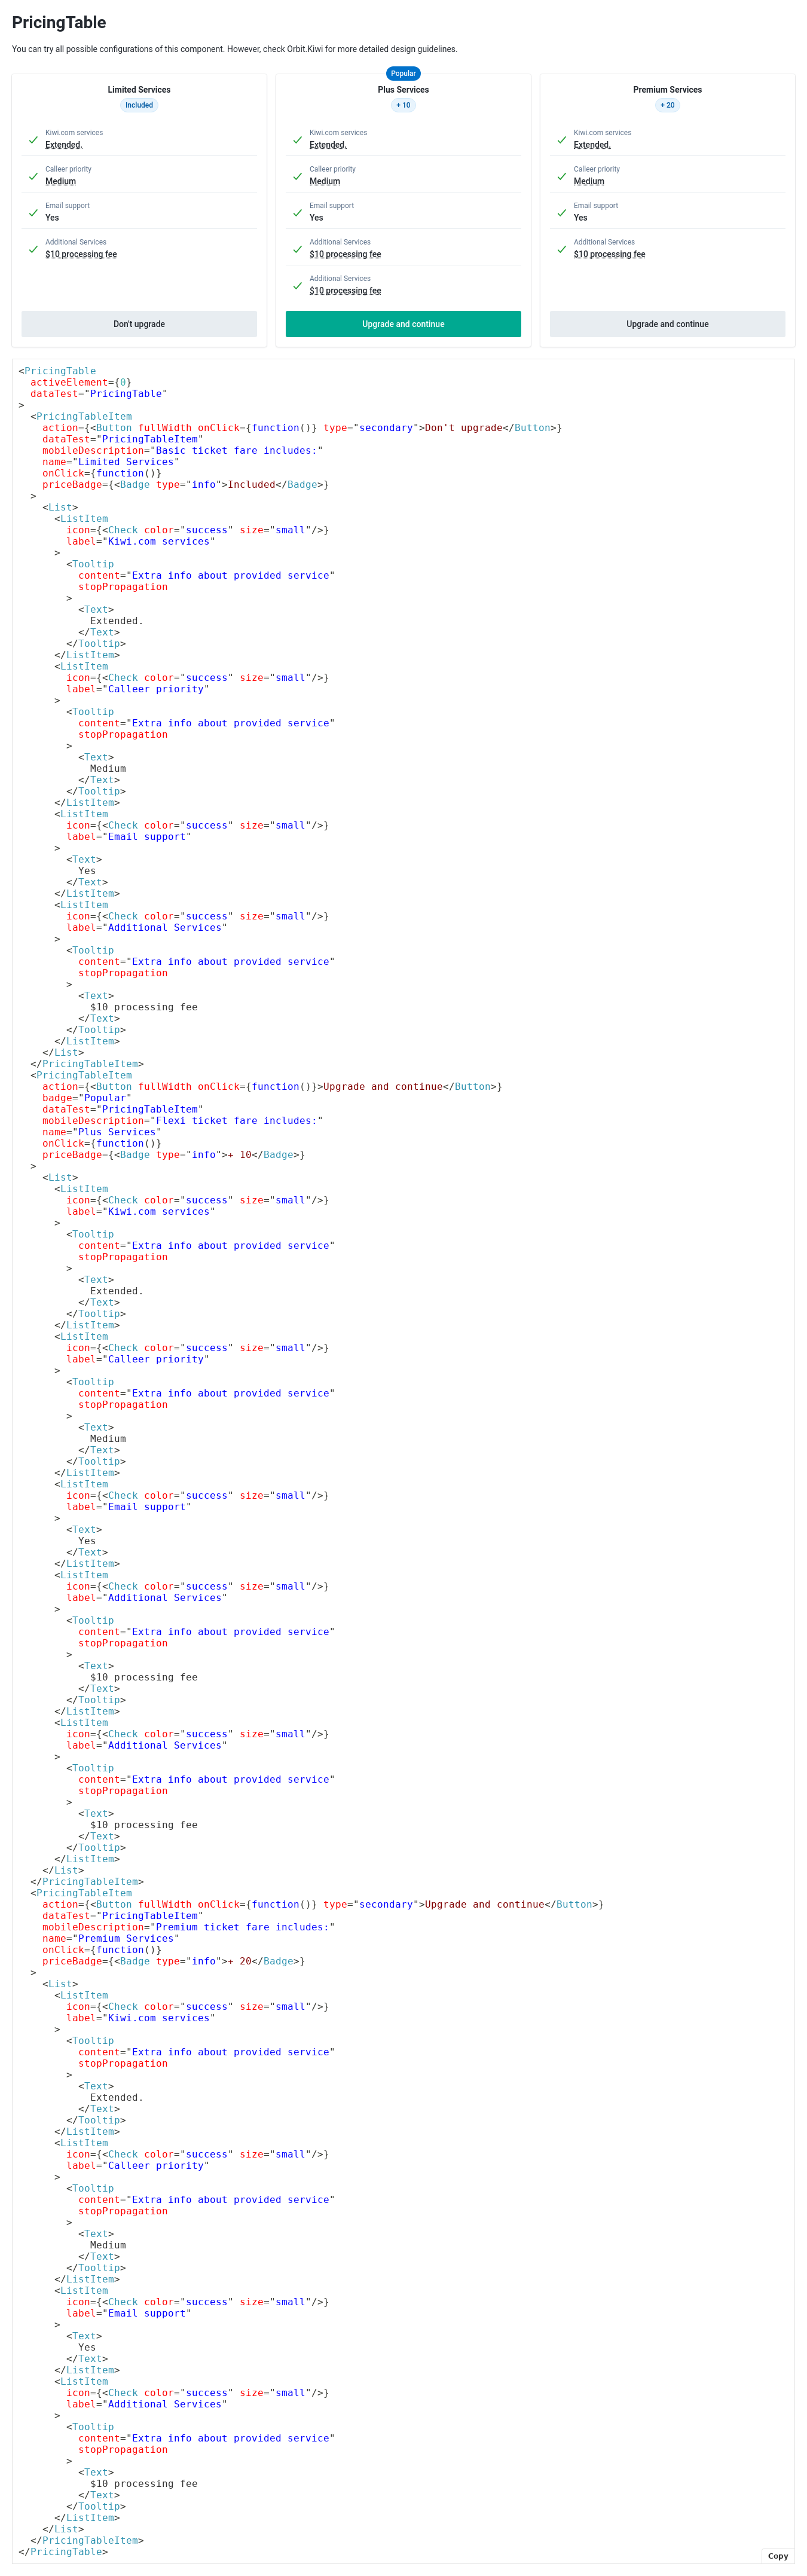 PricingTable
You can try all possible configurations of this component. However, check Orbit.Kiwi for more detailed design guidelines.
Limited Services
Included
Kiwi.com services
Extended.
Calleer priority
Medium
Email support
Yes
Additional Services
$10 processing fee
Don't upgrade
Popular
Plus Services
+ 10
Kiwi.com services
Extended.
Calleer priority
Medium
Email support
Yes
Additional Services
$10 processing fee
Additional Services
$10 processing fee
Upgrade and continue
Premium Services
+ 20
Kiwi.com services
Extended.
Calleer priority
Medium
Email support
Yes
Additional Services
$10 processing fee
Upgrade and continue
<PricingTable
  activeElement={0}
  dataTest="PricingTable"
>
  <PricingTableItem
    action={<Button fullWidth onClick={function()} type="secondary">Don't upgrade</Button>}
    dataTest="PricingTableItem"
    mobileDescription="Basic ticket fare includes:"
    name="Limited Services"
    onClick={function()}
    priceBadge={<Badge type="info">Included</Badge>}
  >
    <List>
      <ListItem
        icon={<Check color="success" size="small"/>}
        label="Kiwi.com services"
      >
        <Tooltip
          content="Extra info about provided service"
          stopPropagation
        >
          <Text>
            Extended.
          </Text>
        </Tooltip>
      </ListItem>
      <ListItem
        icon={<Check color="success" size="small"/>}
        label="Calleer priority"
      >
        <Tooltip
          content="Extra info about provided service"
          stopPropagation
        >
          <Text>
            Medium
          </Text>
        </Tooltip>
      </ListItem>
      <ListItem
        icon={<Check color="success" size="small"/>}
        label="Email support"
      >
        <Text>
          Yes
        </Text>
      </ListItem>
      <ListItem
        icon={<Check color="success" size="small"/>}
        label="Additional Services"
      >
        <Tooltip
          content="Extra info about provided service"
          stopPropagation
        >
          <Text>
            $10 processing fee
          </Text>
        </Tooltip>
      </ListItem>
    </List>
  </PricingTableItem>
  <PricingTableItem
    action={<Button fullWidth onClick={function()}>Upgrade and continue</Button>}
    badge="Popular"
    dataTest="PricingTableItem"
    mobileDescription="Flexi ticket fare includes:"
    name="Plus Services"
    onClick={function()}
    priceBadge={<Badge type="info">+ 10</Badge>}
  >
    <List>
      <ListItem
        icon={<Check color="success" size="small"/>}
        label="Kiwi.com services"
      >
        <Tooltip
          content="Extra info about provided service"
          stopPropagation
        >
          <Text>
            Extended.
          </Text>
        </Tooltip>
      </ListItem>
      <ListItem
        icon={<Check color="success" size="small"/>}
        label="Calleer priority"
      >
        <Tooltip
          content="Extra info about provided service"
          stopPropagation
        >
          <Text>
            Medium
          </Text>
        </Tooltip>
      </ListItem>
      <ListItem
        icon={<Check color="success" size="small"/>}
        label="Email support"
      >
        <Text>
          Yes
        </Text>
      </ListItem>
      <ListItem
        icon={<Check color="success" size="small"/>}
        label="Additional Services"
      >
        <Tooltip
          content="Extra info about provided service"
          stopPropagation
        >
          <Text>
            $10 processing fee
          </Text>
        </Tooltip>
      </ListItem>
      <ListItem
        icon={<Check color="success" size="small"/>}
        label="Additional Services"
      >
        <Tooltip
          content="Extra info about provided service"
          stopPropagation
        >
          <Text>
            $10 processing fee
          </Text>
        </Tooltip>
      </ListItem>
    </List>
  </PricingTableItem>
  <PricingTableItem
    action={<Button fullWidth onClick={function()} type="secondary">Upgrade and continue</Button>}
    dataTest="PricingTableItem"
    mobileDescription="Premium ticket fare includes:"
    name="Premium Services"
    onClick={function()}
    priceBadge={<Badge type="info">+ 20</Badge>}
  >
    <List>
      <ListItem
        icon={<Check color="success" size="small"/>}
        label="Kiwi.com services"
      >
        <Tooltip
          content="Extra info about provided service"
          stopPropagation
        >
          <Text>
            Extended.
          </Text>
        </Tooltip>
      </ListItem>
      <ListItem
        icon={<Check color="success" size="small"/>}
        label="Calleer priority"
      >
        <Tooltip
          content="Extra info about provided service"
          stopPropagation
        >
          <Text>
            Medium
          </Text>
        </Tooltip>
      </ListItem>
      <ListItem
        icon={<Check color="success" size="small"/>}
        label="Email support"
      >
        <Text>
          Yes
        </Text>
      </ListItem>
      <ListItem
        icon={<Check color="success" size="small"/>}
        label="Additional Services"
      >
        <Tooltip
          content="Extra info about provided service"
          stopPropagation
        >
          <Text>
            $10 processing fee
          </Text>
        </Tooltip>
      </ListItem>
    </List>
  </PricingTableItem>
</PricingTable>
Copy